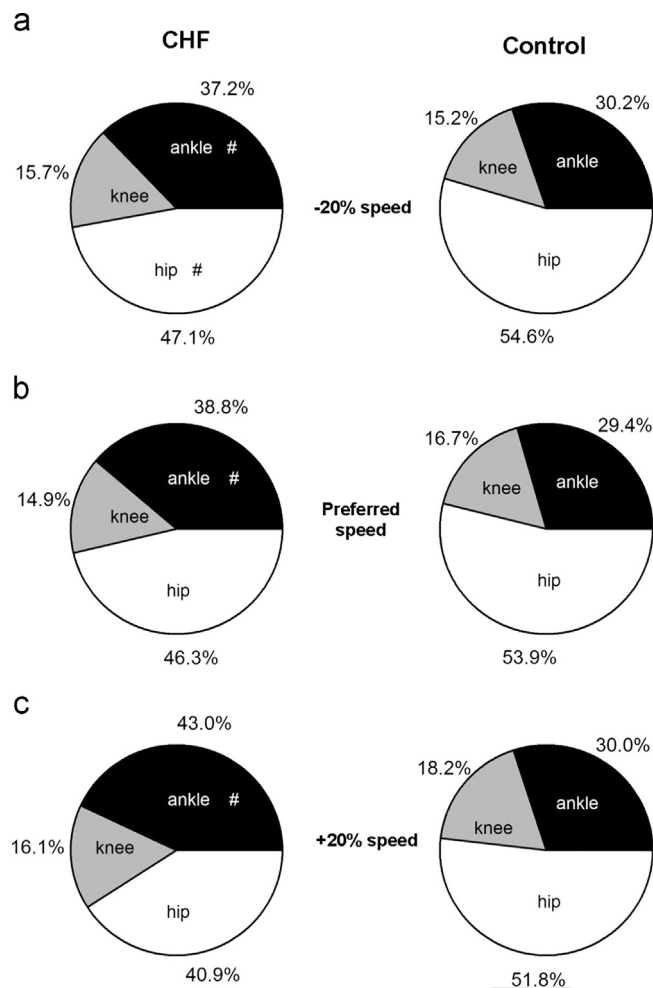 a
CHF
Control
37.2%
30.2%
15.2%
ankle #
ankle
15.7%
knee
knee
-20% speed
hip #
hip
47.1%
54.6%
b
38.8%
29.4%
16.7%
ankle #
ankle
14.9%
knee
knee
Preferred
speed
hip
hip
46.3%
53.9%
c
43.0%
30.0%
18.2%
ankle #
ankle
16.1%
knee
knee
+20% speed
hip
hip
40.9%
51.8%